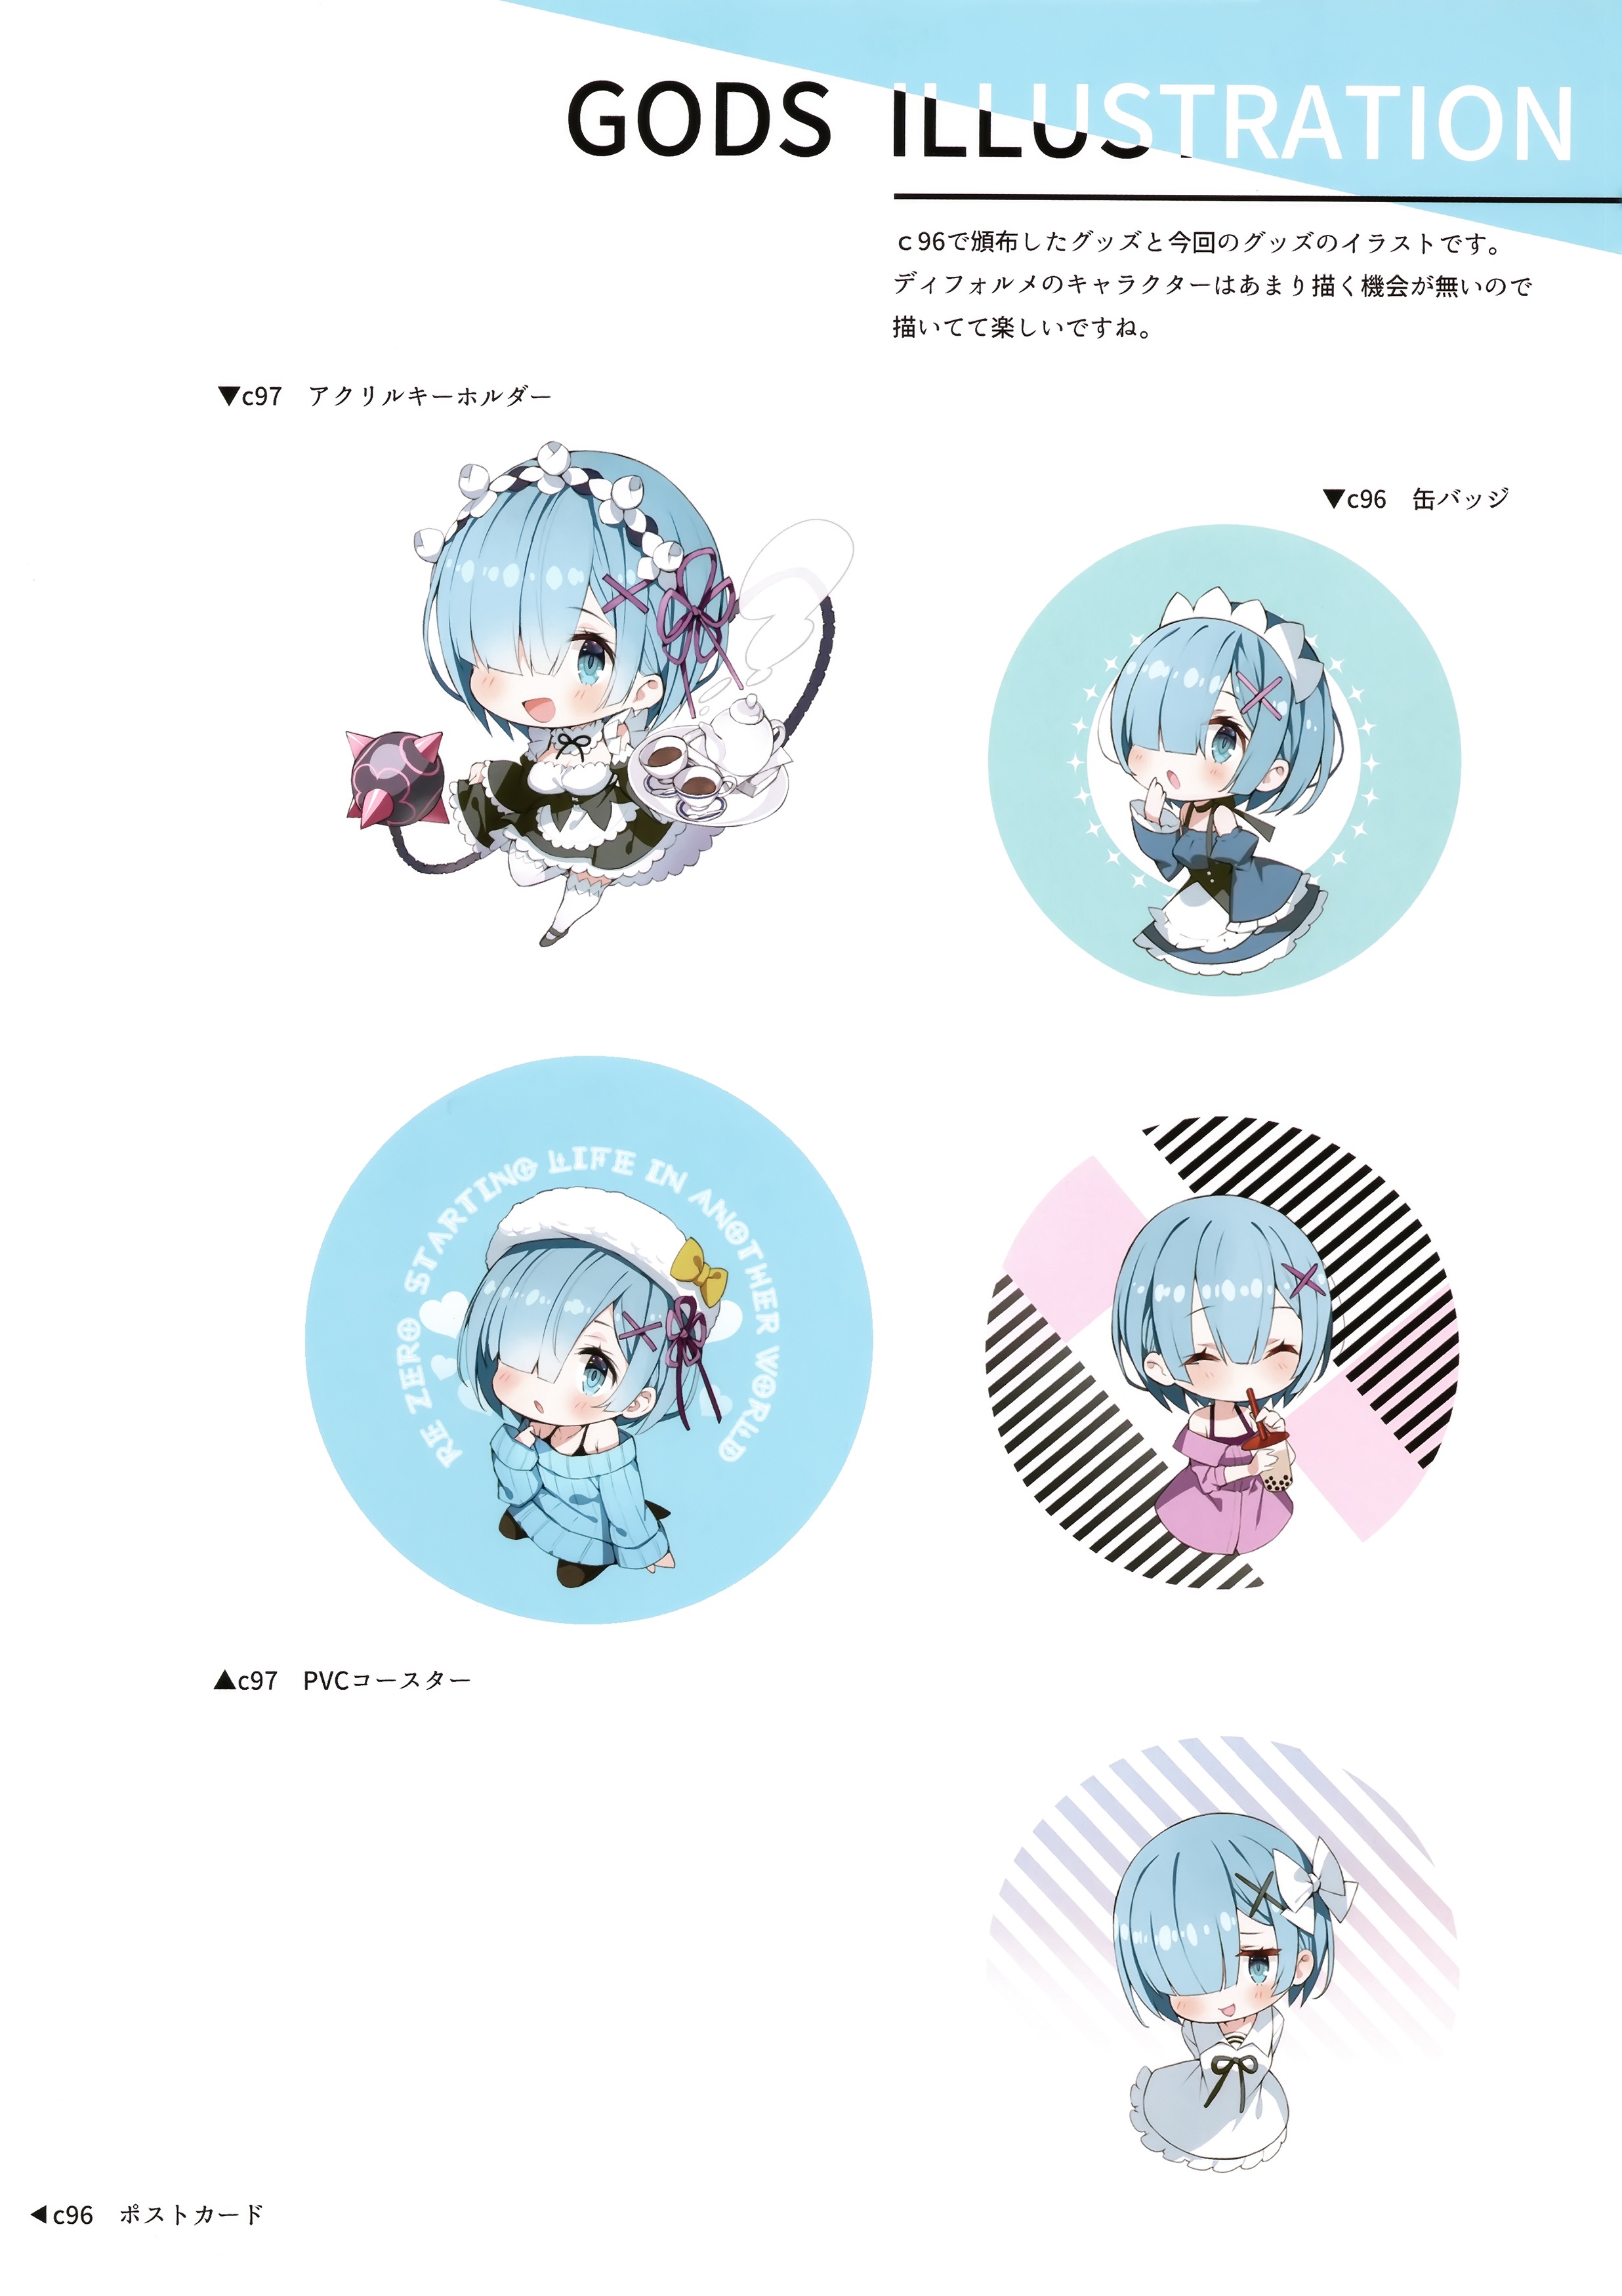 GODS ILLUSTRATION
ｃ96で頒布したグッズと今回のグッズのイラストです。
ディフォルメのキャラクターはあまり描く機会が無いので
描いてて楽しいですね。
▼c97　アクリルキーホルダー
▼c96　缶バッジ
RE ZERO STARTING LIFE IN ANOTHER WORLD
▲c97　PVCコースター
◀c96　ポストカード